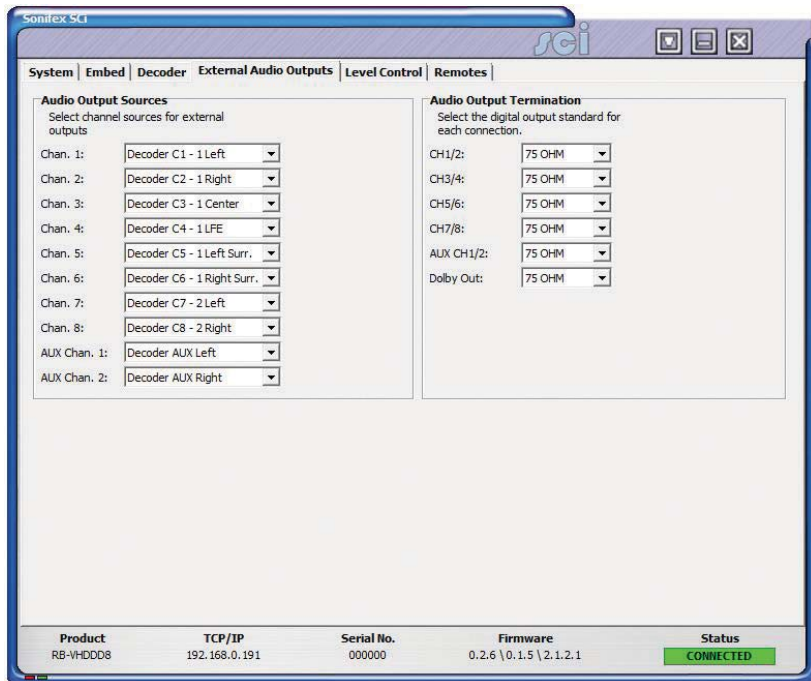 Sonifex SCi
sci
System Embed Decoder External Audio Outputs Level Control Remotes
Audio Output Sources
Select channel sources for external
outputs
Chan. 1: Decoder C1 - 1 Left
Chan. 2: Decoder C2 - 1 Right
Chan. 3: Decoder C3 - 1 Center
Chan. 4: Decoder C4 - 1 LFE
Chan. 5: Decoder C5 - 1 Left Surr.
Chan. 6: Decoder C6 - 1 Right Surr.
Chan. 7: Decoder C7 - 2 Left
Chan. 8: Decoder C8 - 2 Right
AUX Chan. 1: Decoder AUX Left
AUX Chan. 2: Decoder AUX Right
Audio Output Termination
Select the digital output standard for
each connection.
CH1/2: 75 OHM
CH3/4: 75 OHM
CH5/6: 75 OHM
CH7/8: 75 OHM
AUX CH1/2: 75 OHM
Dolby Out: 75 OHM
Product TCP/IP Serial No. Firmware Status
RB-VHDDD8 192.168.0.191 000000 0.2.6 \ 0.1.5 \ 2.1.2.1 CONNECTED